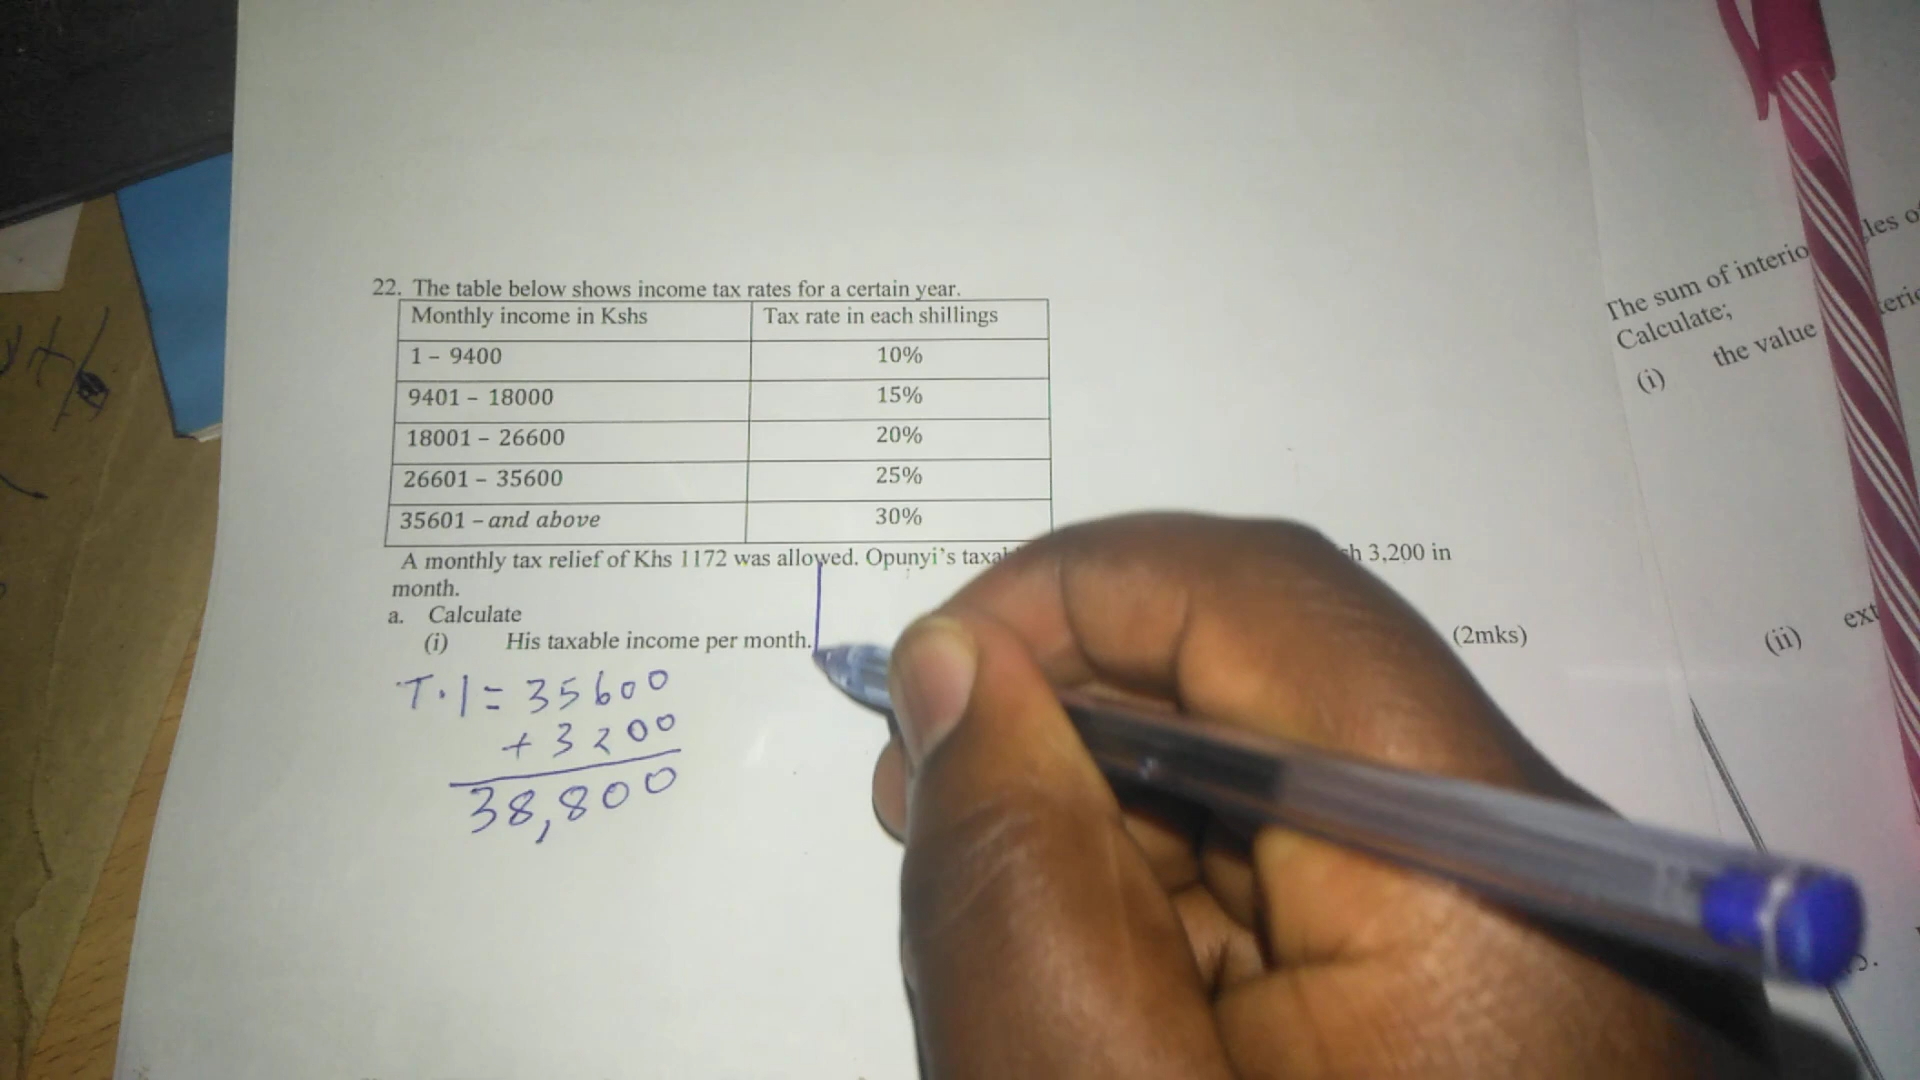 22. The table below shows income tax rates for a certain year.
Monthly income in Kshs Tax rate in each shillings
1 – 9400 10%
9401 – 18000 15%
18001 – 26600 20%
26601 – 35600 25%
35601 – and above 30%
A monthly tax relief of Khs 1172 was allowed. Opunyi's 3,200 in
month.
a. Calculate
(i) His taxable income per month. (2mks)
T.I = 35600
+ 3200
38,800
The sum of
Calculate;
(i) the value
(ii)